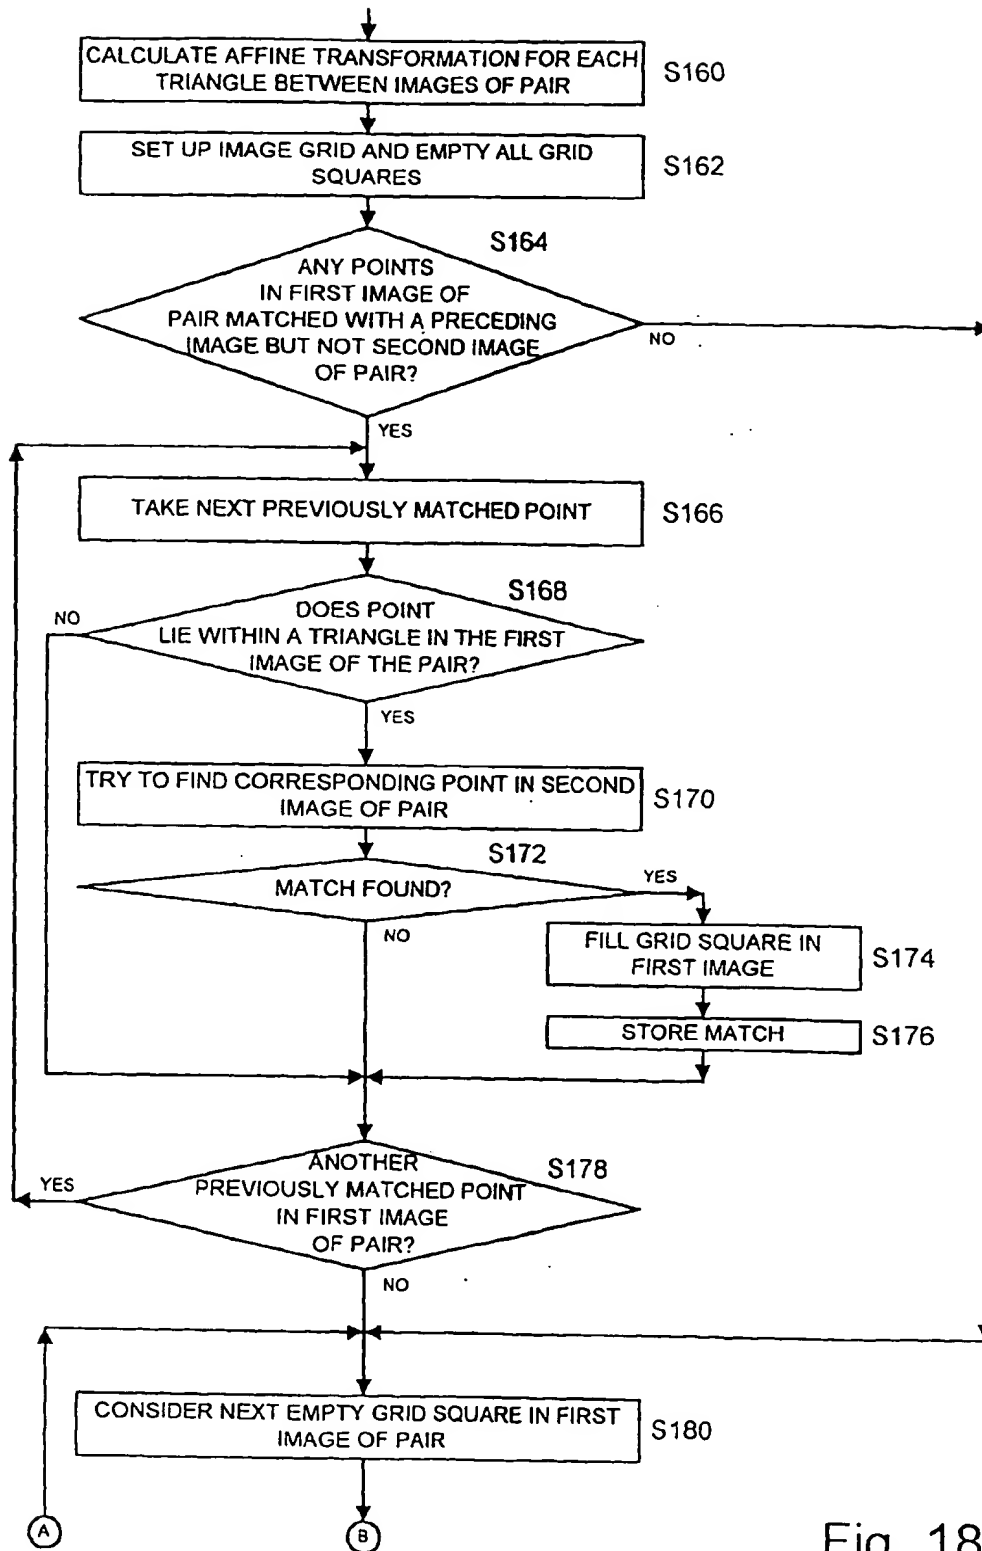 CALCULATE AFFINE TRANSFORMATION FOR EACH
TRIANGLE BETWEEN IMAGES OF PAIR
S160
SET UP IMAGE GRID AND EMPTY ALL GRID
SQUARES
S162
S164
ANY POINTS
IN FIRST IMAGE OF
PAIR MATCHED WITH A PRECEDING
IMAGE BUT NOT SECOND IMAGE
OF PAIR?
NO
YES
TAKE NEXT PREVIOUSLY MATCHED POINT
S166
S168
NO
DOES POINT
LIE WITHIN A TRIANGLE IN THE FIRST
IMAGE OF THE PAIR?
YES
TRY TO FIND CORRESPONDING POINT IN SECOND
IMAGE OF PAIR
S170
S172
MATCH FOUND?
YES
NO
FILL GRID SQUARE IN
FIRST IMAGE
S174
STORE MATCH
S176
S178
YES
ANOTHER
PREVIOUSLY MATCHED POINT
IN FIRST IMAGE
OF PAIR?
NO
CONSIDER NEXT EMPTY GRID SQUARE IN FIRST
IMAGE OF PAIR
S180
A
B
Fig. 18